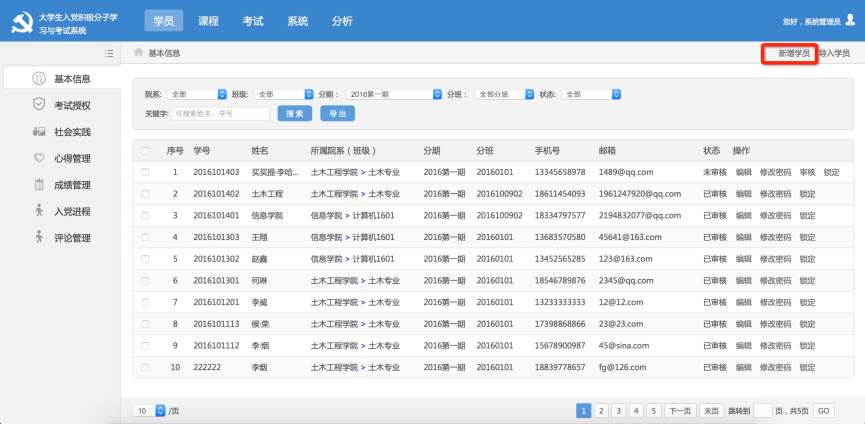 大学生入党积极分子学
习与考试系统
学员 课程 考试 系统 分析
您好，系统管理员
基本信息
新增学员 导入学员
基本信息
考试授权
社会实践
心得管理
成绩管理
入党进程
评论管理
院系: 全部 班级: 全部 分期： 2016第一期 分班： 全部分班 状态: 全部
关键字: 可搜索姓名、学号 搜 索 导 出
序号 学号 姓名 所属院系（班级） 分期 分班 手机号 邮箱 状态 操作
1 2016101403 买买提·李哈... 土木工程学院 > 土木专业 2016第一期 20160101 13345658978 1489@qq.com 未审核 编辑 修改密码 审核 锁定
2 2016101402 土木工程 土木工程学院 > 土木专业 2016第一期 2016100902 18611454093 1961247920@qq.com 已审核 编辑 修改密码 锁定
3 2016101401 信息学院 信息学院 > 计算机1601 2016第一期 2016100902 18334797577 2194832077@qq.com 已审核 编辑 修改密码 锁定
4 2016101303 王翔 信息学院 > 计算机1601 2016第一期 20160101 13683570580 45641@163.com 已审核 编辑 修改密码 锁定
5 2016101302 赵鑫 信息学院 > 计算机1601 2016第一期 20160101 13452565285 123@163.com 已审核 编辑 修改密码 锁定
6 2016101301 何琳 土木工程学院 > 土木专业 2016第一期 20160101 18546789876 2345@qq.com 已审核 编辑 修改密码 锁定
7 2016101201 李威 土木工程学院 > 土木专业 2016第一期 20160101 13233333333 12@12.com 已审核 编辑 修改密码 锁定
8 2016101113 候·荣 土木工程学院 > 土木专业 2016第一期 20160101 17398868866 23@23.com 已审核 编辑 修改密码 锁定
9 2016101112 李·烟 土木工程学院 > 土木专业 2016第一期 20160101 15678900987 45@sina.com 已审核 编辑 修改密码 锁定
10 222222 李烟 土木工程学院 > 土木专业 2016第一期 20160101 18839778657 fg@126.com 已审核 编辑 修改密码 锁定
10 /页 1 2 3 4 5 下一页 末页 跳转到 页，共5页 GO